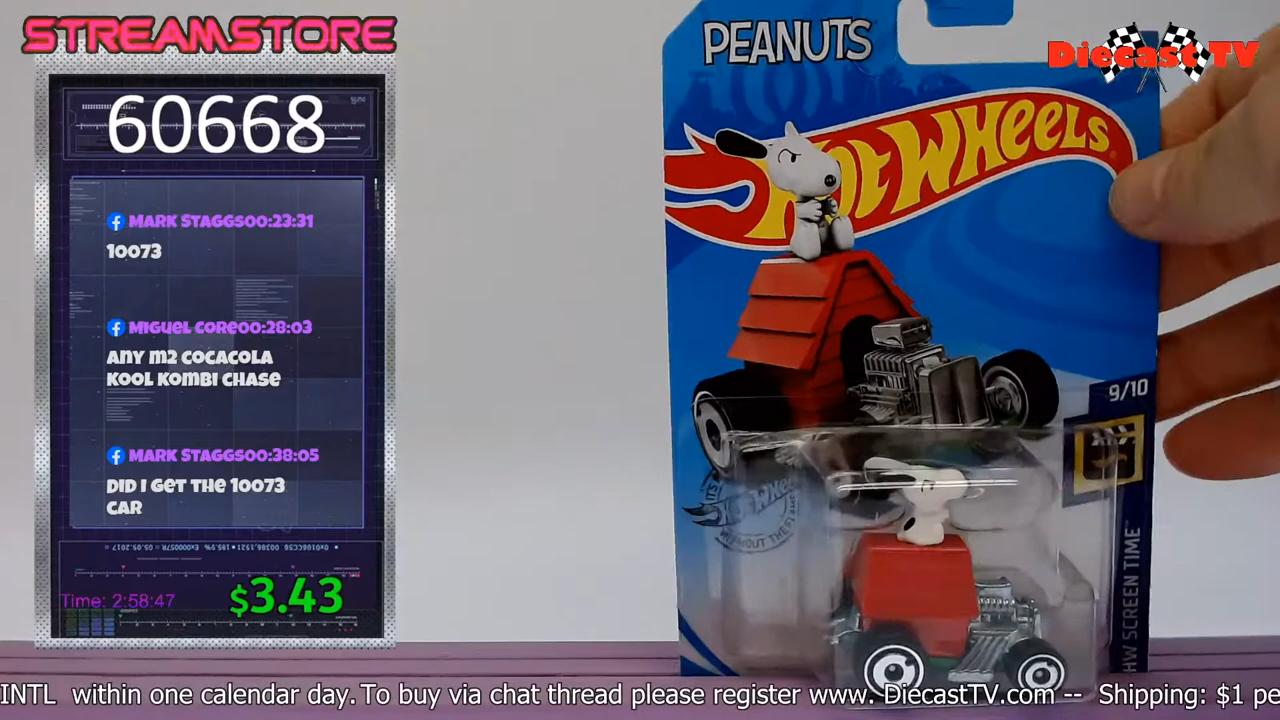 STREAMSTORE
60668
MARK STAGGS00:23:31
10073
MIGUEL CORE00:28:03
ANY M2 COCACOLA
KOOL KOMBI CHASE
MARK STAGGS00:38:05
DID I GET THE 10073
CAR
Time: 2:58:47
$3.43
PEANUTS
Diecast TV
HOT WHEELS
9/10
HW SCREEN TIME™
INTL within one calendar day. To buy via chat thread please register www. DiecastTV.com -- Shipping: $1 pe